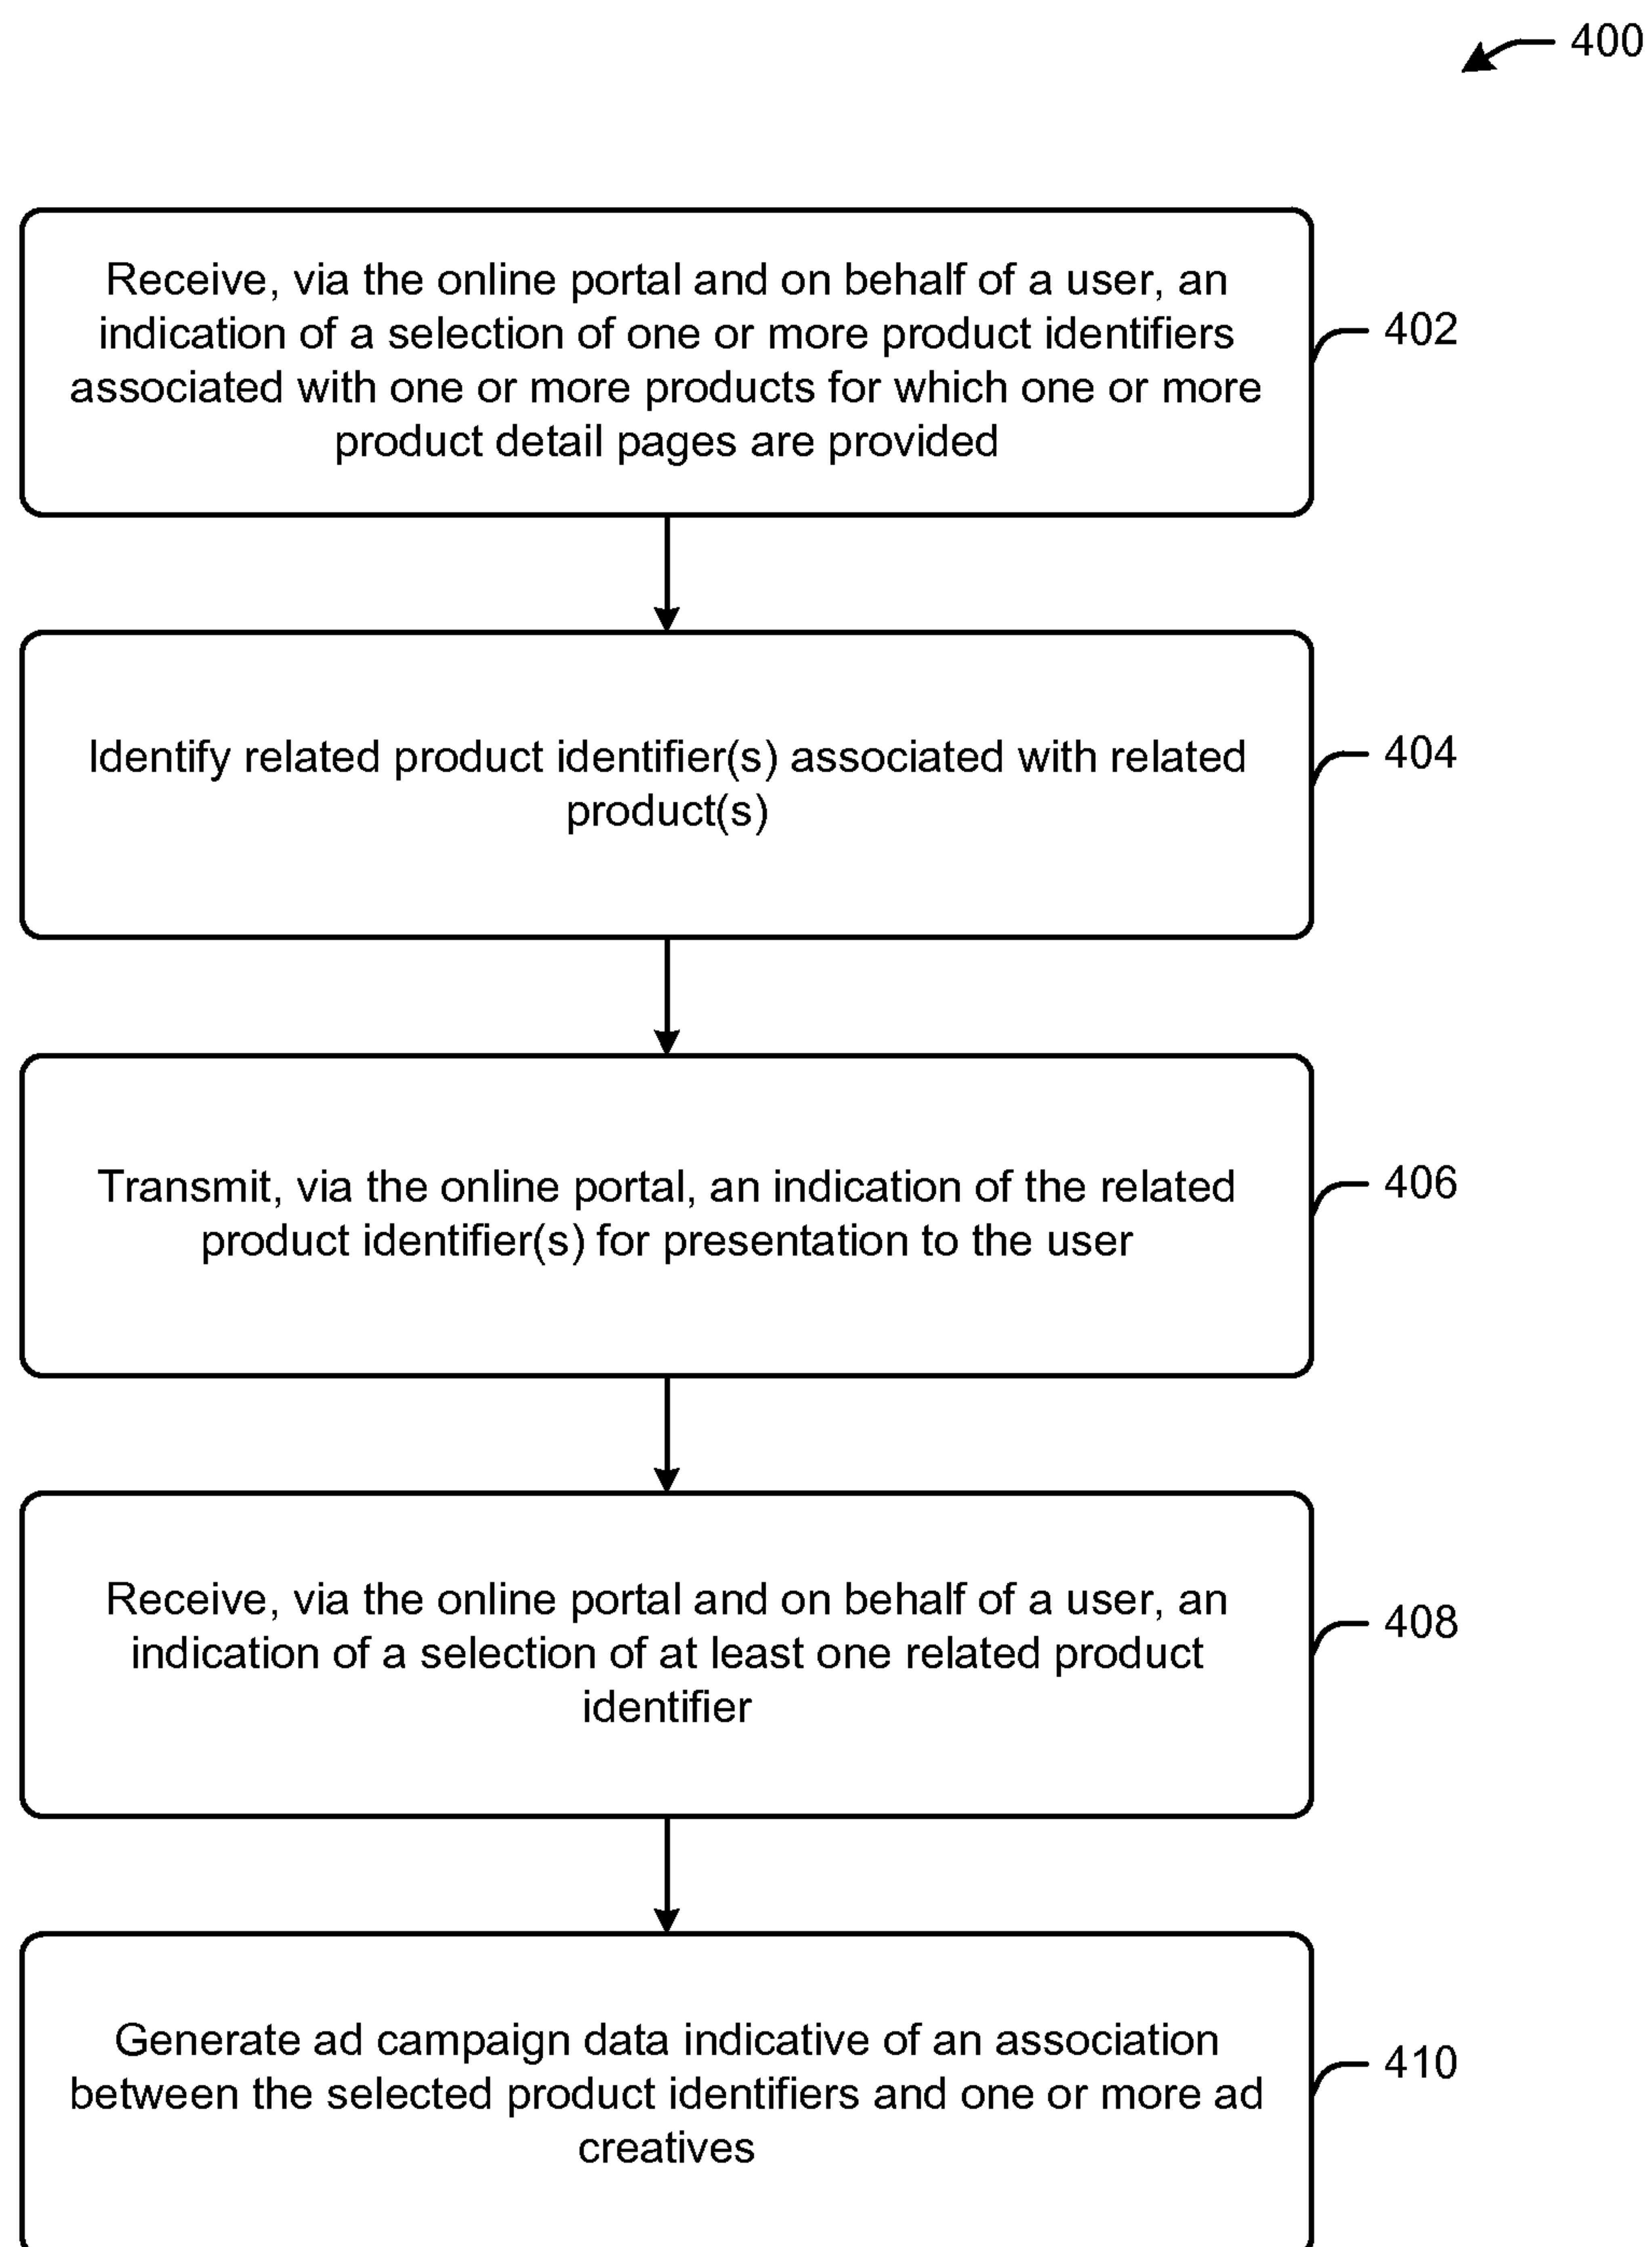 400
Receive, via the online portal and on behalf of a user, an
indication of a selection of one or more product identifiers
associated with one or more products for which one or more
product detail pages are provided
402
Identify related product identifier(s) associated with related
product(s)
404
Transmit, via the online portal, an indication of the related
product identifier(s) for presentation to the user
406
Receive, via the online portal and on behalf of a user, an
indication of a selection of at least one related product
identifier
408
Generate ad campaign data indicative of an association
between the selected product identifiers and one or more ad
creatives
410